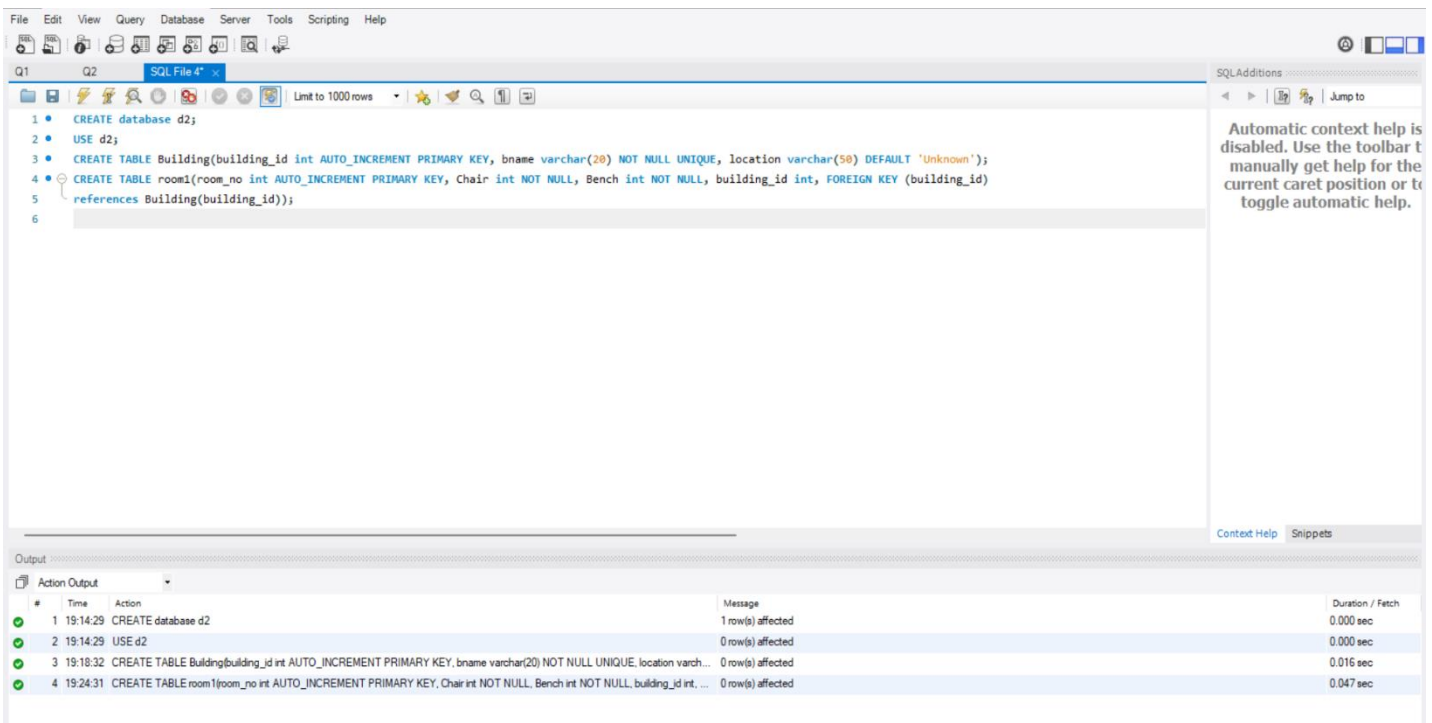 File Edit View Query Database Server Tools Scripting Help
Q1 Q2 SQL File 4* ×
Limit to 1000 rows
1 CREATE database d2;
2 USE d2;
3 CREATE TABLE Building(building_id int AUTO_INCREMENT PRIMARY KEY, bname varchar(20) NOT NULL UNIQUE, location varchar(50) DEFAULT 'Unknown');
4 CREATE TABLE room1(room_no int AUTO_INCREMENT PRIMARY KEY, Chair int NOT NULL, Bench int NOT NULL, building_id int, FOREIGN KEY (building_id)
5 references Building(building_id));
6
SQLAdditions
Jump to
Automatic context help is
disabled. Use the toolbar t
manually get help for the
current caret position or to
toggle automatic help.
Context Help Snippets
Output
Action Output
# Time Action Message Duration / Fetch
1 19:14:29 CREATE database d2 1 row(s) affected 0.000 sec
2 19:14:29 USE d2 0 row(s) affected 0.000 sec
3 19:18:32 CREATE TABLE Building(building_id int AUTO_INCREMENT PRIMARY KEY, bname varchar(20) NOT NULL UNIQUE, location varch... 0 row(s) affected 0.016 sec
4 19:24:31 CREATE TABLE room1(room_no int AUTO_INCREMENT PRIMARY KEY, Chair int NOT NULL, Bench int NOT NULL, building_id int, ... 0 row(s) affected 0.047 sec